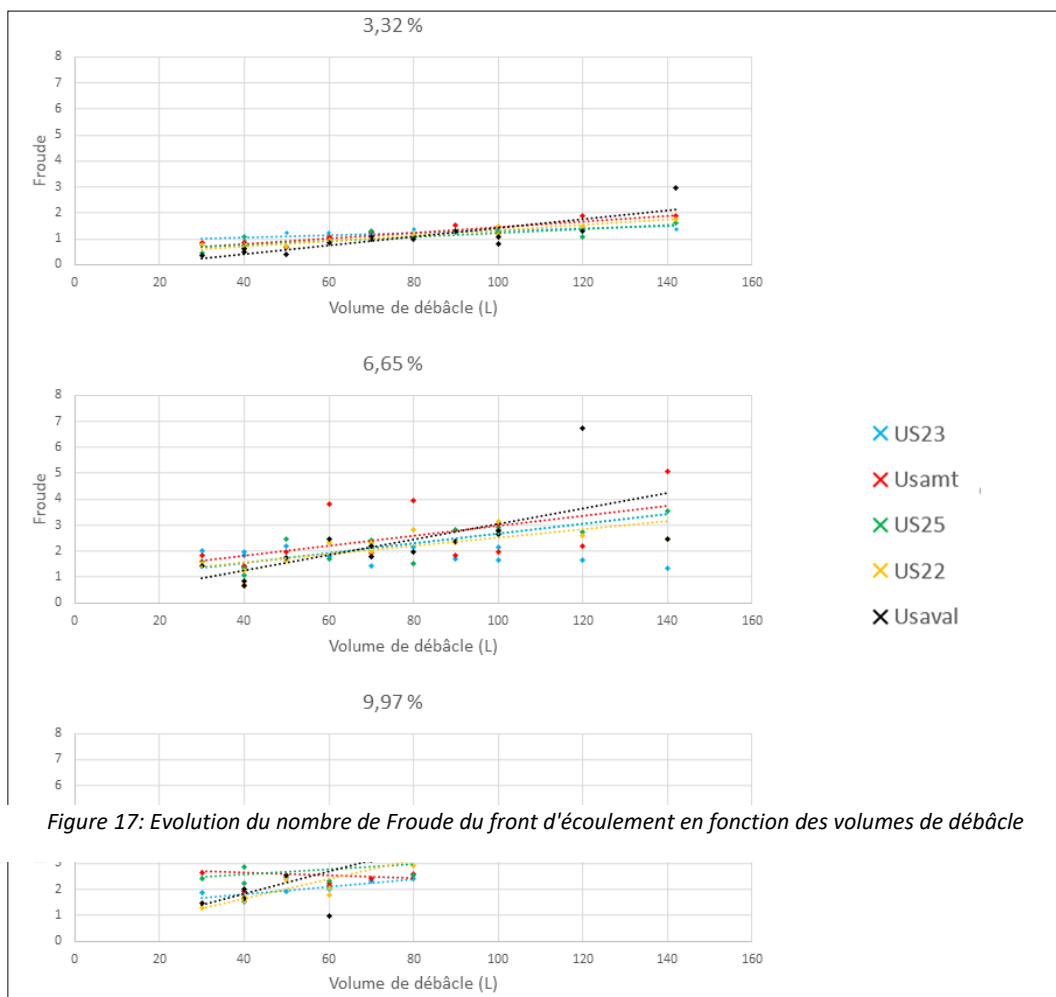 3,32 %
8
7
6
5
4
3
2
1
0
Froude
0 20 40 60 80 100 120 140 160
Volume de débâcle (L)
6,65 %
8
7
6
5
4
3
2
1
0
Froude
0 20 40 60 80 100 120 140 160
Volume de débâcle (L)
US23
Usamt
US25
US22
Usaval
9,97 %
8
7
6
Figure 17: Evolution du nombre de Froude du front d'écoulement en fonction des volumes de débâcle
2
1
0
0 20 40 60 80 100 120 140 160
Volume de débâcle (L)